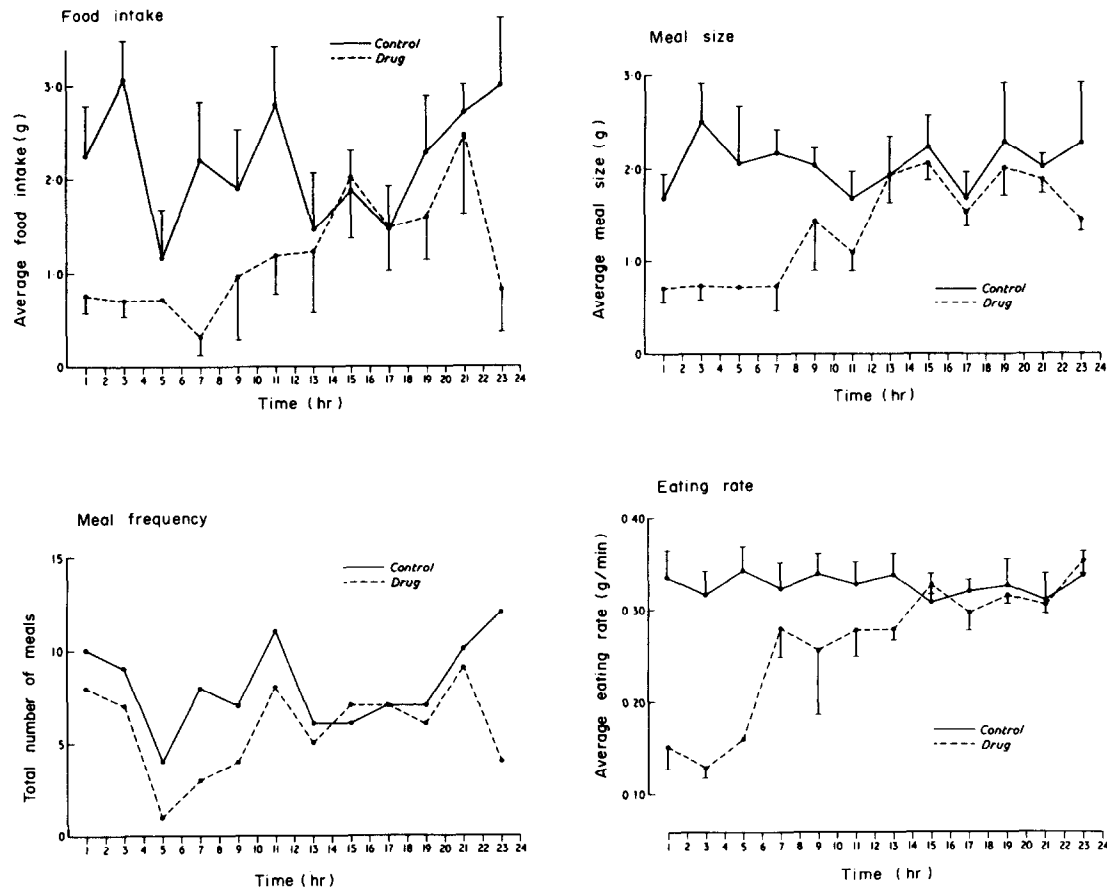 Food intake
Control
Drug
Average food intake (g)
3·0
2·0
1·0
0
1 2 3 4 5 6 7 8 9 10 11 12 13 14 15 16 17 18 19 20 21 22 23 24
Time (hr)
Meal size
Average meal size (g)
3·0
2·0
1·0
0
Control
Drug
1 2 3 4 5 6 7 8 9 10 11 12 13 14 15 16 17 18 19 20 21 22 23 24
Time (hr)
Meal frequency
Control
Drug
Total number of meals
15
10
5
0
1 2 3 4 5 6 7 8 9 10 11 12 13 14 15 16 17 18 19 20 21 22 23 24
Time (hr)
Eating rate
Average eating rate (g/min)
0·40
0·30
0·20
0·10
Control
Drug
1 2 3 4 5 6 7 8 9 10 11 12 13 14 15 16 17 18 19 20 21 22 23 24
Time (hr)